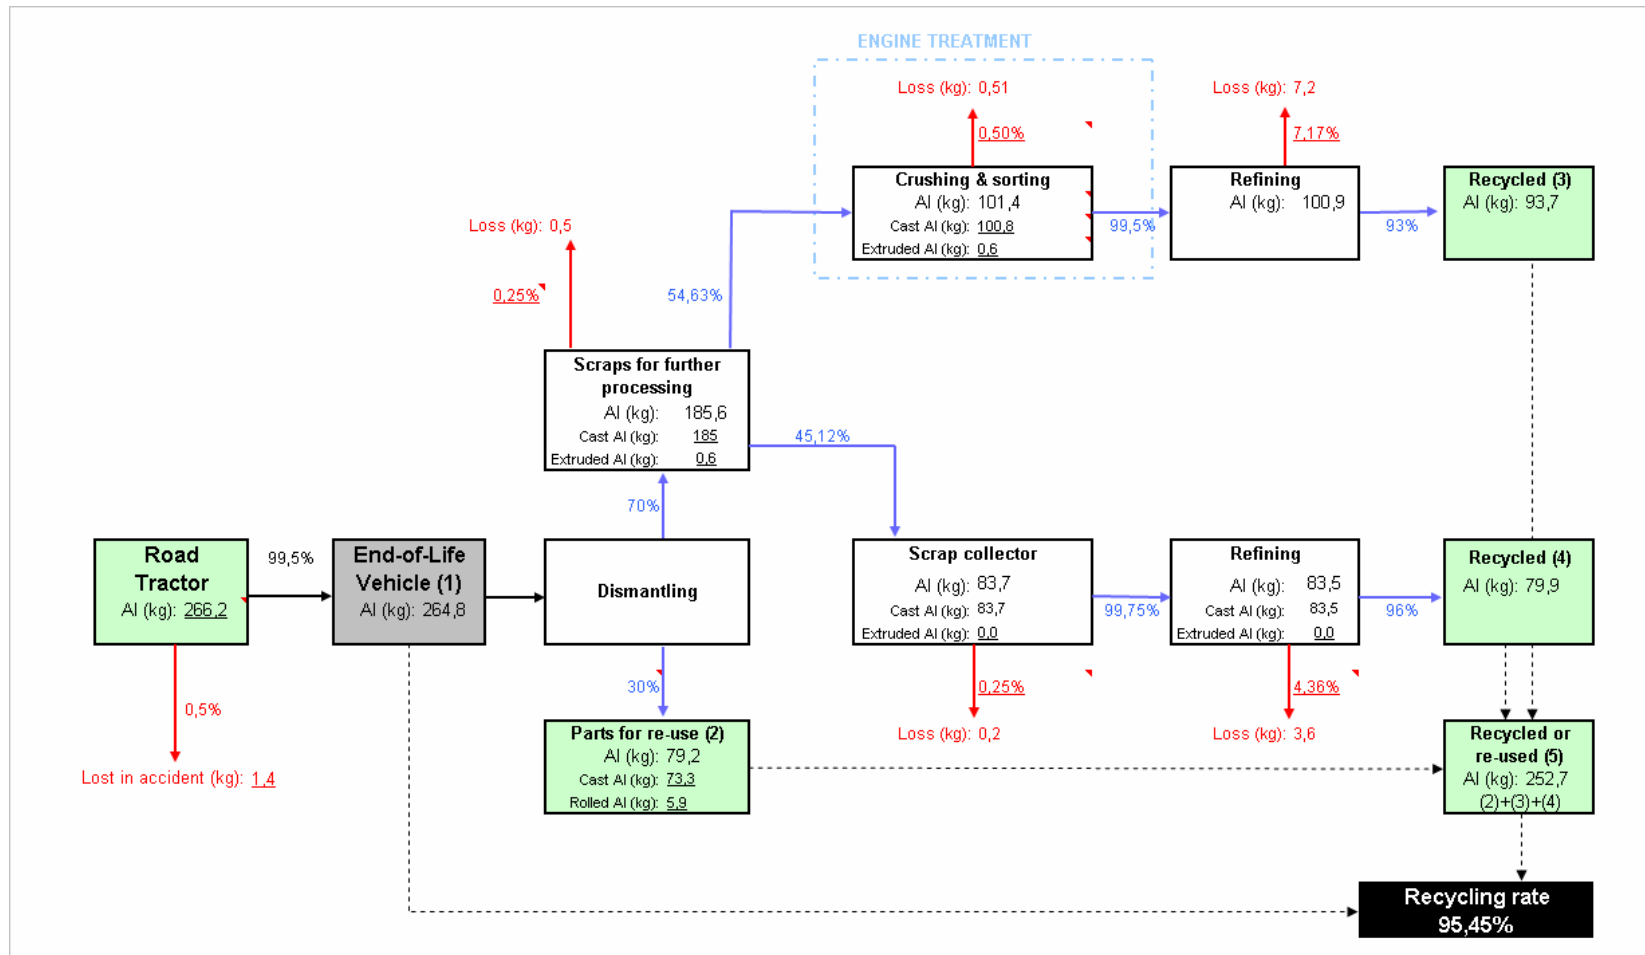 ENGINE TREATMENT
Loss (kg): 0,51
0,50%
Loss (kg): 7,2
7,17%
Crushing & sorting
Al (kg): 101,4
Cast Al (kg): 100,8
Extruded Al (kg): 0,6
99,5%
Refining
Al (kg): 100,9
93%
Recycled (3)
Al (kg): 93,7
Loss (kg): 0,5
0,25%
54,63%
Scraps for further
processing
Al (kg): 185,6
Cast Al (kg): 185
Extruded Al (kg): 0,6
45,12%
70%
Road
Tractor
Al (kg): 266,2
99,5%
End-of-Life
Vehicle (1)
Al (kg): 264,8
Dismantling
Scrap collector
Al (kg): 83,7
Cast Al (kg): 83,7
Extruded Al (kg): 0,0
99,75%
Refining
Al (kg): 83,5
Cast Al (kg): 83,5
Extruded Al (kg): 0,0
96%
Recycled (4)
Al (kg): 79,9
0,5%
Lost in accident (kg): 1,4
30%
Parts for re-use (2)
Al (kg): 79,2
Cast Al (kg): 73,3
Rolled Al (kg): 5,9
0,25%
Loss (kg): 0,2
4,36%
Loss (kg): 3,6
Recycled or
re-used (5)
Al (kg): 252,7
(2)+(3)+(4)
Recycling rate
95,45%